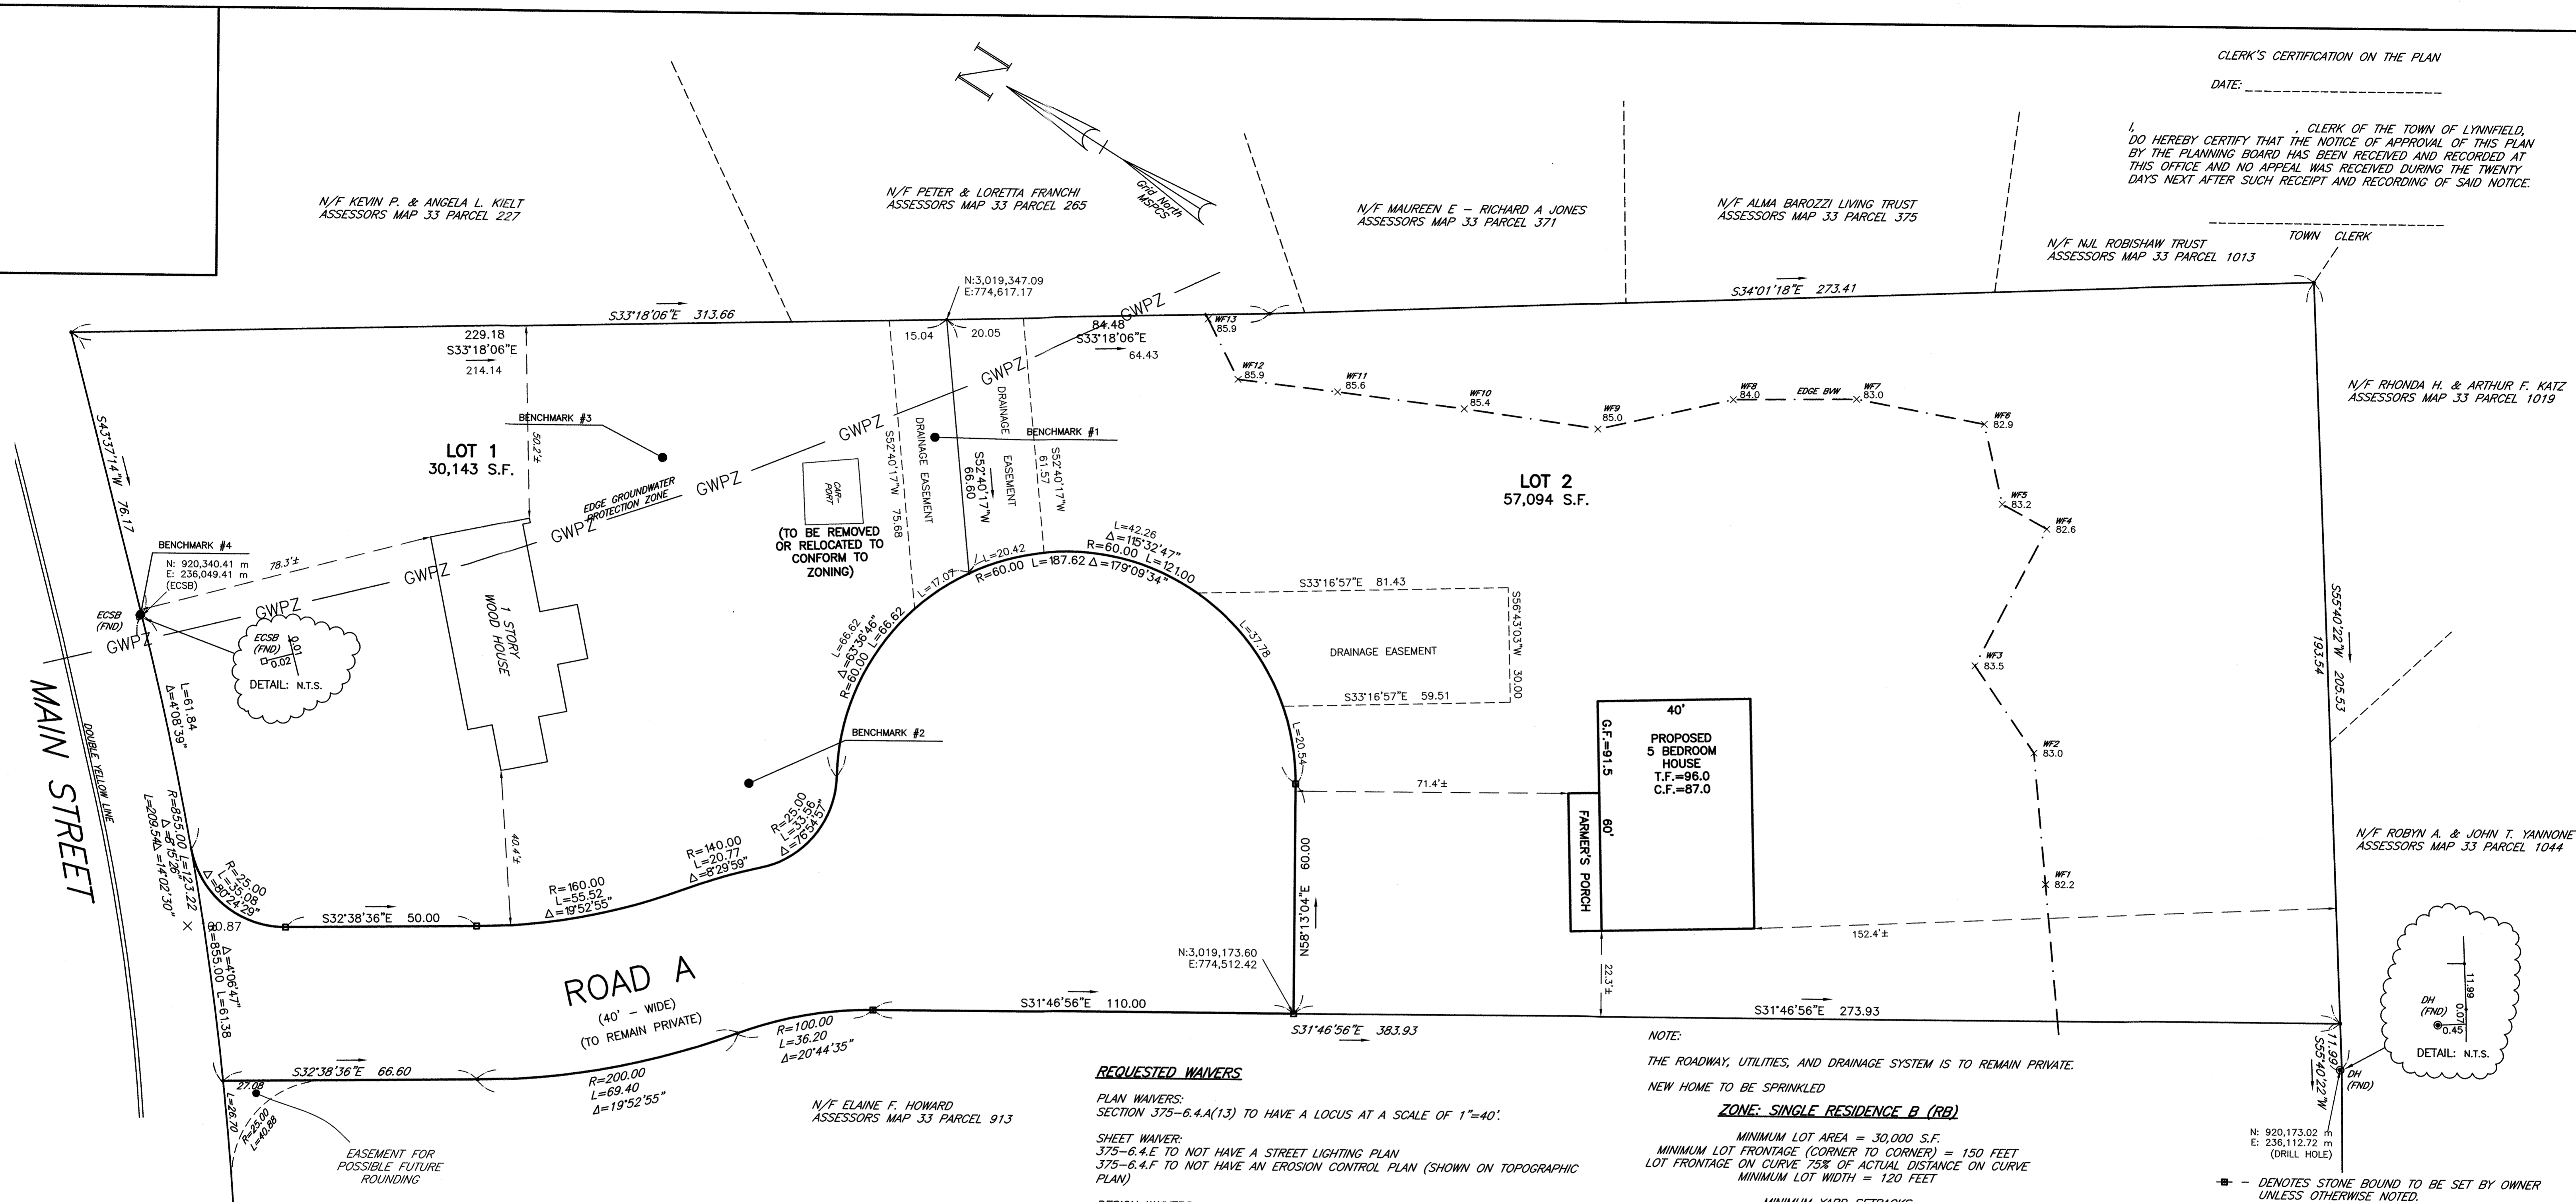 CLERK'S CERTIFICATION ON THE PLAN
DATE:
I, , CLERK OF THE TOWN OF LYNNFIELD,
DO HEREBY CERTIFY THAT THE NOTICE OF APPROVAL OF THIS PLAN
BY THE PLANNING BOARD HAS BEEN RECEIVED AND RECORDED AT
THIS OFFICE AND NO APPEAL WAS RECEIVED DURING THE TWENTY
DAYS NEXT AFTER SUCH RECEIPT AND RECORDING OF SAID NOTICE.
TOWN CLERK
N
Grid North
MSPCS
N/F KEVIN P. & ANGELA L. KIELT
ASSESSORS MAP 33 PARCEL 227
N/F PETER & LORETTA FRANCHI
ASSESSORS MAP 33 PARCEL 265
N/F MAUREEN E – RICHARD A JONES
ASSESSORS MAP 33 PARCEL 371
N/F ALMA BAROZZI LIVING TRUST
ASSESSORS MAP 33 PARCEL 375
N/F NJL ROBISHAW TRUST
ASSESSORS MAP 33 PARCEL 1013
N/F RHONDA H. & ARTHUR F. KATZ
ASSESSORS MAP 33 PARCEL 1019
N/F ROBYN A. & JOHN T. YANNONE
ASSESSORS MAP 33 PARCEL 1044
N:3,019,347.09
E:774,617.17
S33°18'06"E 313.66
S34°01'18"E 273.41
229.18
S33°18'06"E
214.14
15.04
20.05
84.48
S33°18'06"E
64.43
GWPZ
GWPZ
GWPZ
GWPZ
GWPZ
GWPZ
GWPZ
GWPZ
GWPZ
EDGE GROUNDWATER
PROTECTION ZONE
WF13
85.9
WF12
85.9
WF11
85.6
WF10
85.4
WF9
85.0
WF8
84.0
EDGE BVW
WF7
83.0
WF6
82.9
WF5
83.2
WF4
82.6
WF3
83.5
WF2
83.0
WF1
82.2
BENCHMARK #3
BENCHMARK #1
BENCHMARK #4
BENCHMARK #2
LOT 1
30,143 S.F.
LOT 2
57,094 S.F.
50.2'±
S43°37'14"W 76.17
N: 920,340.41 m
E: 236,049.41 m
(ECSB)
78.3'±
ECSB
(FND)
ECSB
(FND)
0.01
0.02
DETAIL: N.T.S.
1 STORY
WOOD HOUSE
CAR-
PORT
(TO BE REMOVED
OR RELOCATED TO
CONFORM TO
ZONING)
S52°40'17"W 75.68
DRAINAGE EASEMENT
S52°40'17"W
66.60
DRAINAGE EASEMENT
S52°40'17"W
61.57
L=17.07
L=20.42
L=42.26
Δ=115°32'47"
R=60.00 L=121.00
R=60.00 L=187.62 Δ=179°09'34"
L=66.62
Δ=63°36'46"
R=60.00 L=66.62
L=37.78
L=20.54
S33°16'57"E 81.43
DRAINAGE EASEMENT
S56°43'03"W 30.00
S33°16'57"E 59.51
40'
G.F.=91.5
PROPOSED
5 BEDROOM
HOUSE
T.F.=96.0
C.F.=87.0
60'
FARMER'S PORCH
71.4'±
22.3'±
152.4'±
S55°40'22"W 205.53
193.54
MAIN STREET
DOUBLE YELLOW LINE
L=61.84
Δ=4°08'39"
R=855.00 L=123.22
Δ=8°15'26"
L=209.54 Δ=14°02'30"
R=25.00
L=35.08
Δ=80°24'29"
90.87
Δ=4°06'47"
R=855.00 L=61.38
S32°38'36"E 50.00
40.4'±
R=160.00
L=55.52
Δ=19°52'55"
R=140.00
L=20.77
Δ=8°29'59"
R=25.00
L=33.56
Δ=76°54'57"
ROAD A
(40' – WIDE)
(TO REMAIN PRIVATE)
N58°13'04"E 60.09
N:3,019,173.60
E:774,512.42
S31°46'56"E 110.00
S31°46'56"E 273.93
S31°46'56"E 383.93
S32°38'36"E 66.60
R=200.00
L=69.40
Δ=19°52'55"
R=100.00
L=36.20
Δ=20°44'35"
27.08
L=26.70
R=25.00
L=40.88
EASEMENT FOR
POSSIBLE FUTURE
ROUNDING
N/F ELAINE F. HOWARD
ASSESSORS MAP 33 PARCEL 913
REQUESTED WAIVERS
PLAN WAIVERS:
SECTION 375–6.4.A(13) TO HAVE A LOCUS AT A SCALE OF 1"=40'.
SHEET WAIVER:
375–6.4.E TO NOT HAVE A STREET LIGHTING PLAN
375–6.4.F TO NOT HAVE AN EROSION CONTROL PLAN (SHOWN ON TOPOGRAPHIC
PLAN)
NOTE:
THE ROADWAY, UTILITIES, AND DRAINAGE SYSTEM IS TO REMAIN PRIVATE.
NEW HOME TO BE SPRINKLED
ZONE: SINGLE RESIDENCE B (RB)
MINIMUM LOT AREA = 30,000 S.F.
MINIMUM LOT FRONTAGE (CORNER TO CORNER) = 150 FEET
LOT FRONTAGE ON CURVE 75% OF ACTUAL DISTANCE ON CURVE
MINIMUM LOT WIDTH = 120 FEET
11.99
S55°40'22"W
DH
(FND)
DH
(FND)
11.99
0.07
0.45
DETAIL: N.T.S.
N: 920,173.02 m
E: 236,112.72 m
(DRILL HOLE)
– DENOTES STONE BOUND TO BE SET BY OWNER
UNLESS OTHERWISE NOTED.